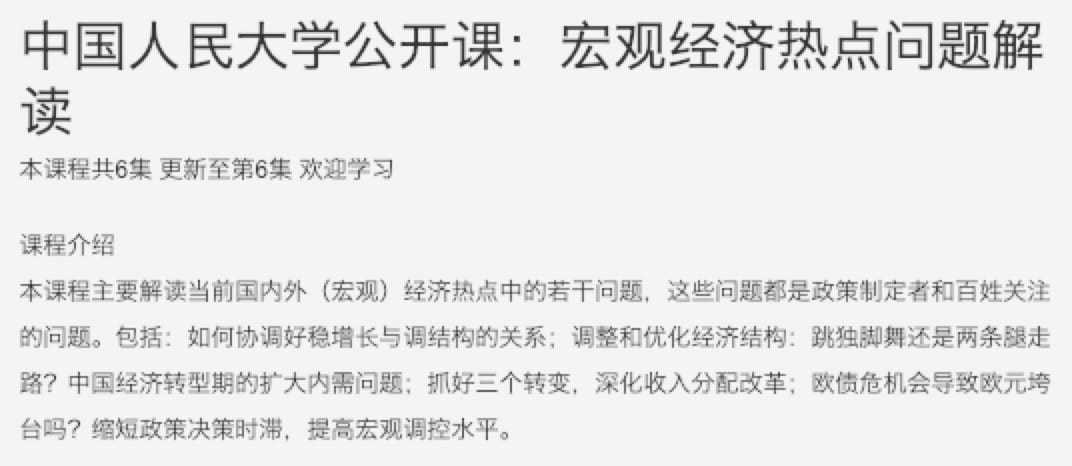 中国人民大学公开课：宏观经济热点问题解
读
本课程共6集 更新至第6集 欢迎学习
课程介绍
本课程主要解读当前国内外（宏观）经济热点中的若干问题，这些问题都是政策制定者和百姓关注
的问题。包括：如何协调好稳增长与调结构的关系；调整和优化经济结构：跳独脚舞还是两条腿走
路？中国经济转型期的扩大内需问题；抓好三个转变，深化收入分配改革；欧债危机会导致欧元垮
台吗？缩短政策决策时滞，提高宏观调控水平。